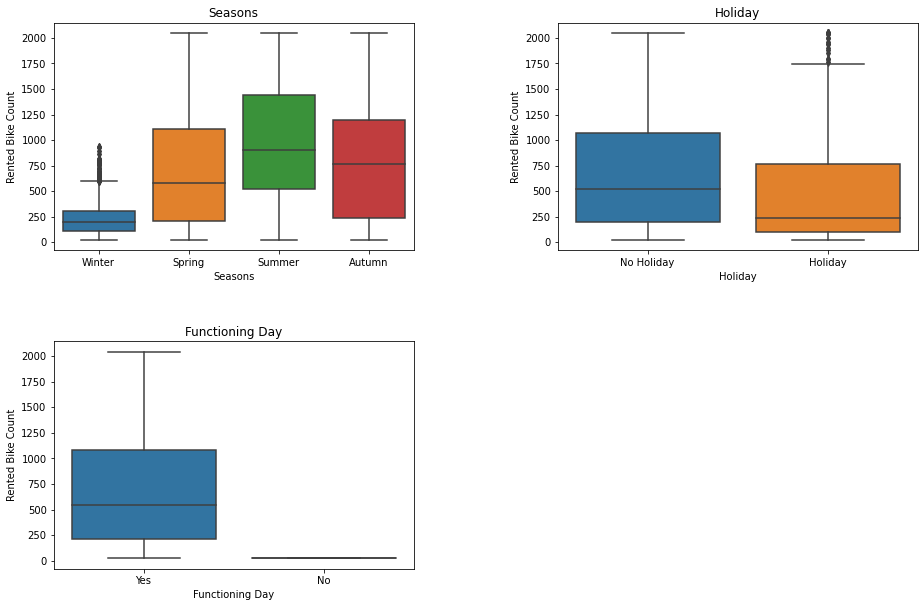 Seasons
Rented Bike Count
2000
1750
1500
1250
1000
750
500
250
0
Winter Spring Summer Autumn
Seasons
Holiday
Rented Bike Count
2000
1750
1500
1250
1000
750
500
250
0
No Holiday Holiday
Holiday
Functioning Day
Rented Bike Count
2000
1750
1500
1250
1000
750
500
250
0
Yes No
Functioning Day